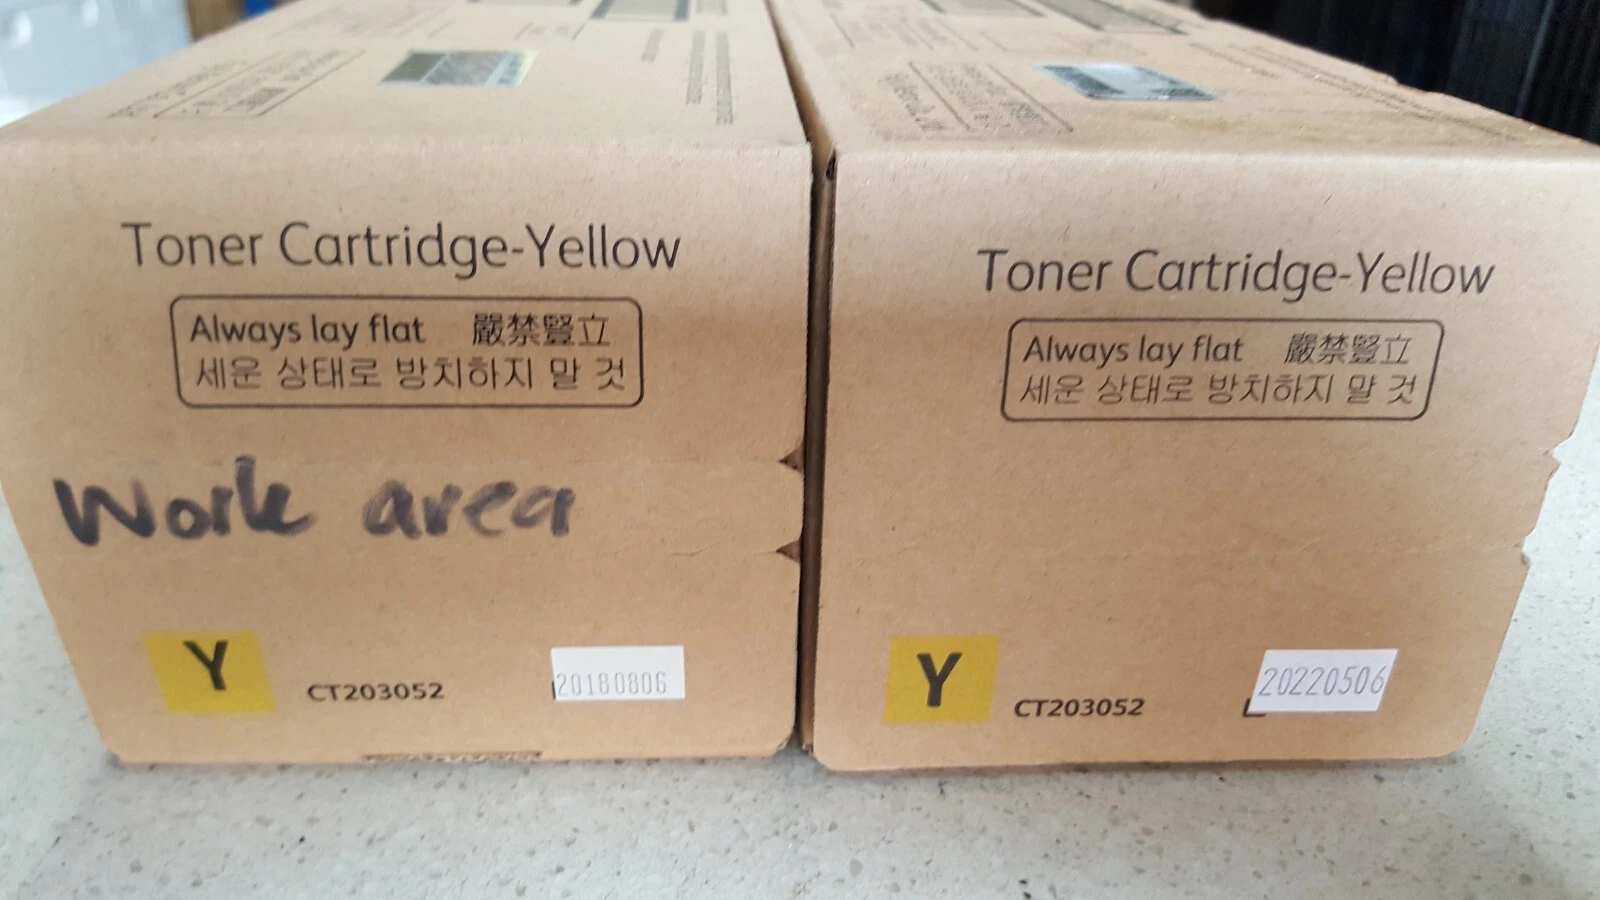 Toner Cartridge-Yellow
Always lay flat 嚴禁豎立
세운 상태로 방치하지 말 것
Work area
Y
CT203052
20180806
Toner Cartridge-Yellow
Always lay flat 嚴禁豎立
세운 상태로 방치하지 말 것
Y
CT203052
20220506